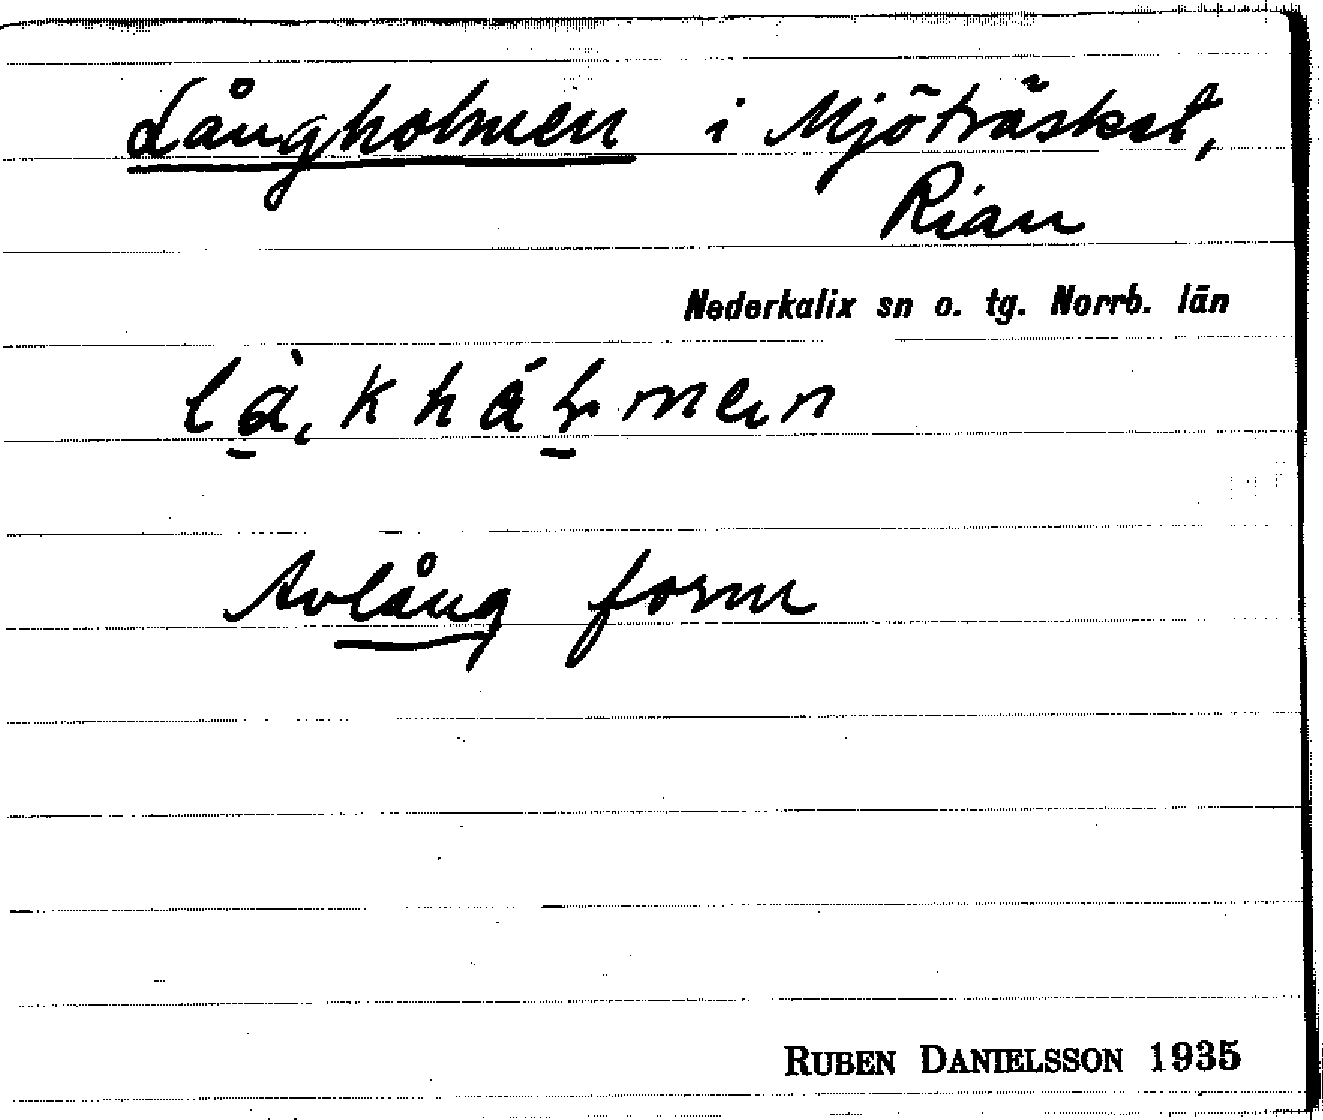 Långholmen i Mjöträsket,
Rian
Nederkalix sn o. tg. Norrb. län
Avlång form
RUBEN DANIELSSON 1935